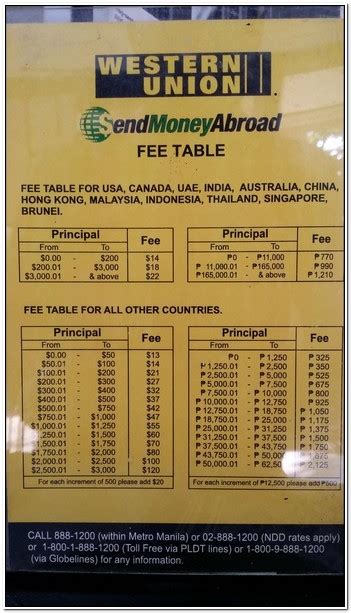 WESTERN
UNION
SendMoneyAbroad
FEE TABLE
FEE TABLE FOR USA, CANADA, UAE, INDIA, AUSTRALIA, CHINA,
HONG KONG, MALAYSIA, INDONESIA, THAILAND, SINGAPORE,
BRUNEI.
Principal Fee
From To
$0.00 - $200 $14
$200.01 - $3,000 $18
$3,000.01 - & above $22
Principal Fee
From To
₱0 - ₱11,000 ₱770
₱ 11,000.01 - ₱165,000 ₱990
₱165,000.01 - & above ₱1,210
FEE TABLE FOR ALL OTHER COUNTRIES.
Principal Fee
From To
$0.00 - $50 $13
$50.01 - $100 $14
$100.01 - $200 $21
$200.01 - $300 $27
$300.01 - $400 $32
$400.01 - $500 $37
$500.01 - $750 $42
$750.01 - $1,000 $47
$1,000.01 - $1,250 $55
1,250.01 - $1,500 $60
$1,500.01 - $1,750 $70
$1,750.01 - $2,000 $80
$2,000.01 - $2,500 $100
$2,500.01 - $3,000 $120
For each increment of 500 please add $20
Principal Fee
From To
₱0 - ₱1,250 ₱ 325
₱1,250.01 - ₱2,500 ₱ 350
₱2,500.01 - ₱5,000 ₱ 525
₱5,000.01 - ₱7,500 ₱ 675
₱7,500.01 - ₱10,000 ₱ 800
₱ 10,000.01 - ₱12,750 ₱ 925
₱ 12,750.01 - ₱18,750 ₱ 1,050
₱ 18,750.01 - ₱25,000 ₱ 1,175
₱ 25,000.01 - ₱31,250 ₱ 1,375
₱ 31,250.01 - ₱37,500 ₱ 1,500
₱ 37,500.01 - ₱43,750 ₱ 1,750
₱ 43,750.01 - ₱ 50,000
₱ 50,000.01 - ₱ 62,500 ₱ 2,125
For each increment of ₱12,500 please add ₱500
CALL 888-1200 (within Metro Manila) or 02-888-1200 (NDD rates apply)
or 1-800-1-888-1200 (Toll Free via PLDT lines) or 1-800-9-888-1200
(via Globelines) for any information.